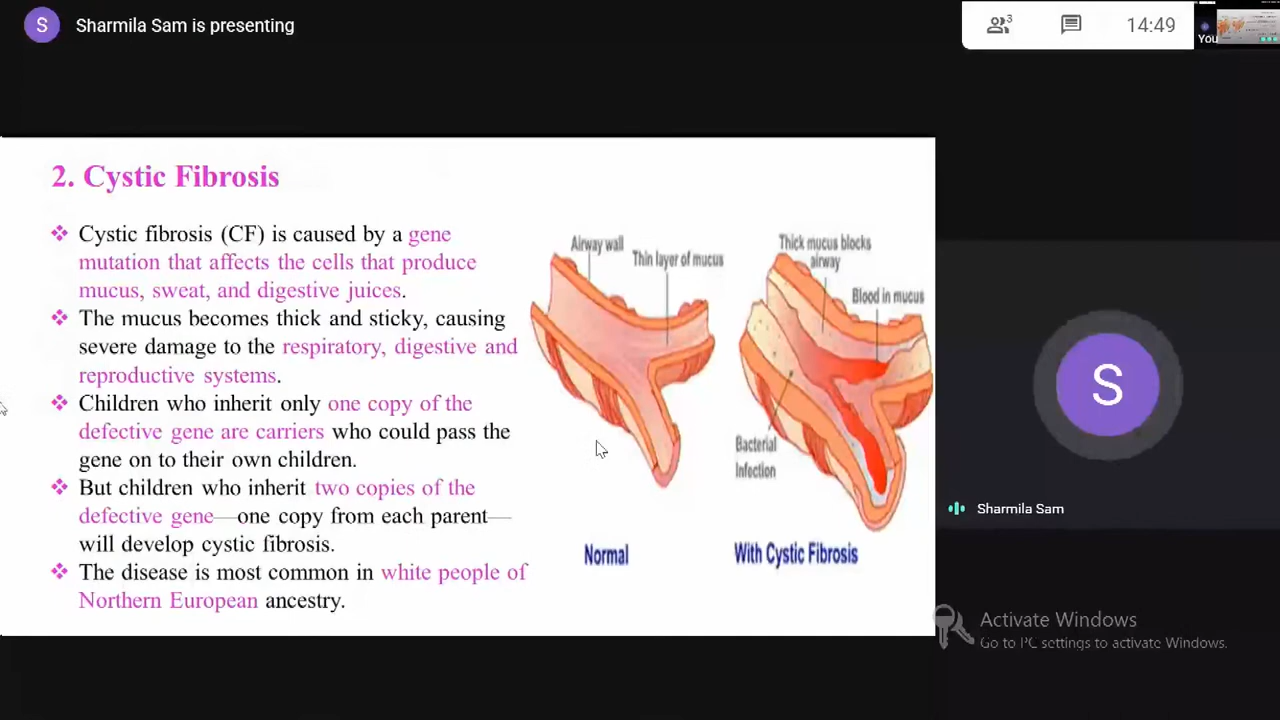 S Sharmila Sam is presenting
3
14:49
You
2. Cystic Fibrosis
❖ Cystic fibrosis (CF) is caused by a gene
mutation that affects the cells that produce
mucus, sweat, and digestive juices.
❖ The mucus becomes thick and sticky, causing
severe damage to the respiratory, digestive and
reproductive systems.
❖ Children who inherit only one copy of the
defective gene are carriers who could pass the
gene on to their own children.
❖ But children who inherit two copies of the
defective gene—one copy from each parent—
will develop cystic fibrosis.
❖ The disease is most common in white people of
Northern European ancestry.
Airway wall
Thin layer of mucus
Normal
Thick mucus blocks
airway
Blood in mucus
Bacterial
Infection
With Cystic Fibrosis
S
Sharmila Sam
Activate Windows
Go to PC settings to activate Windows.